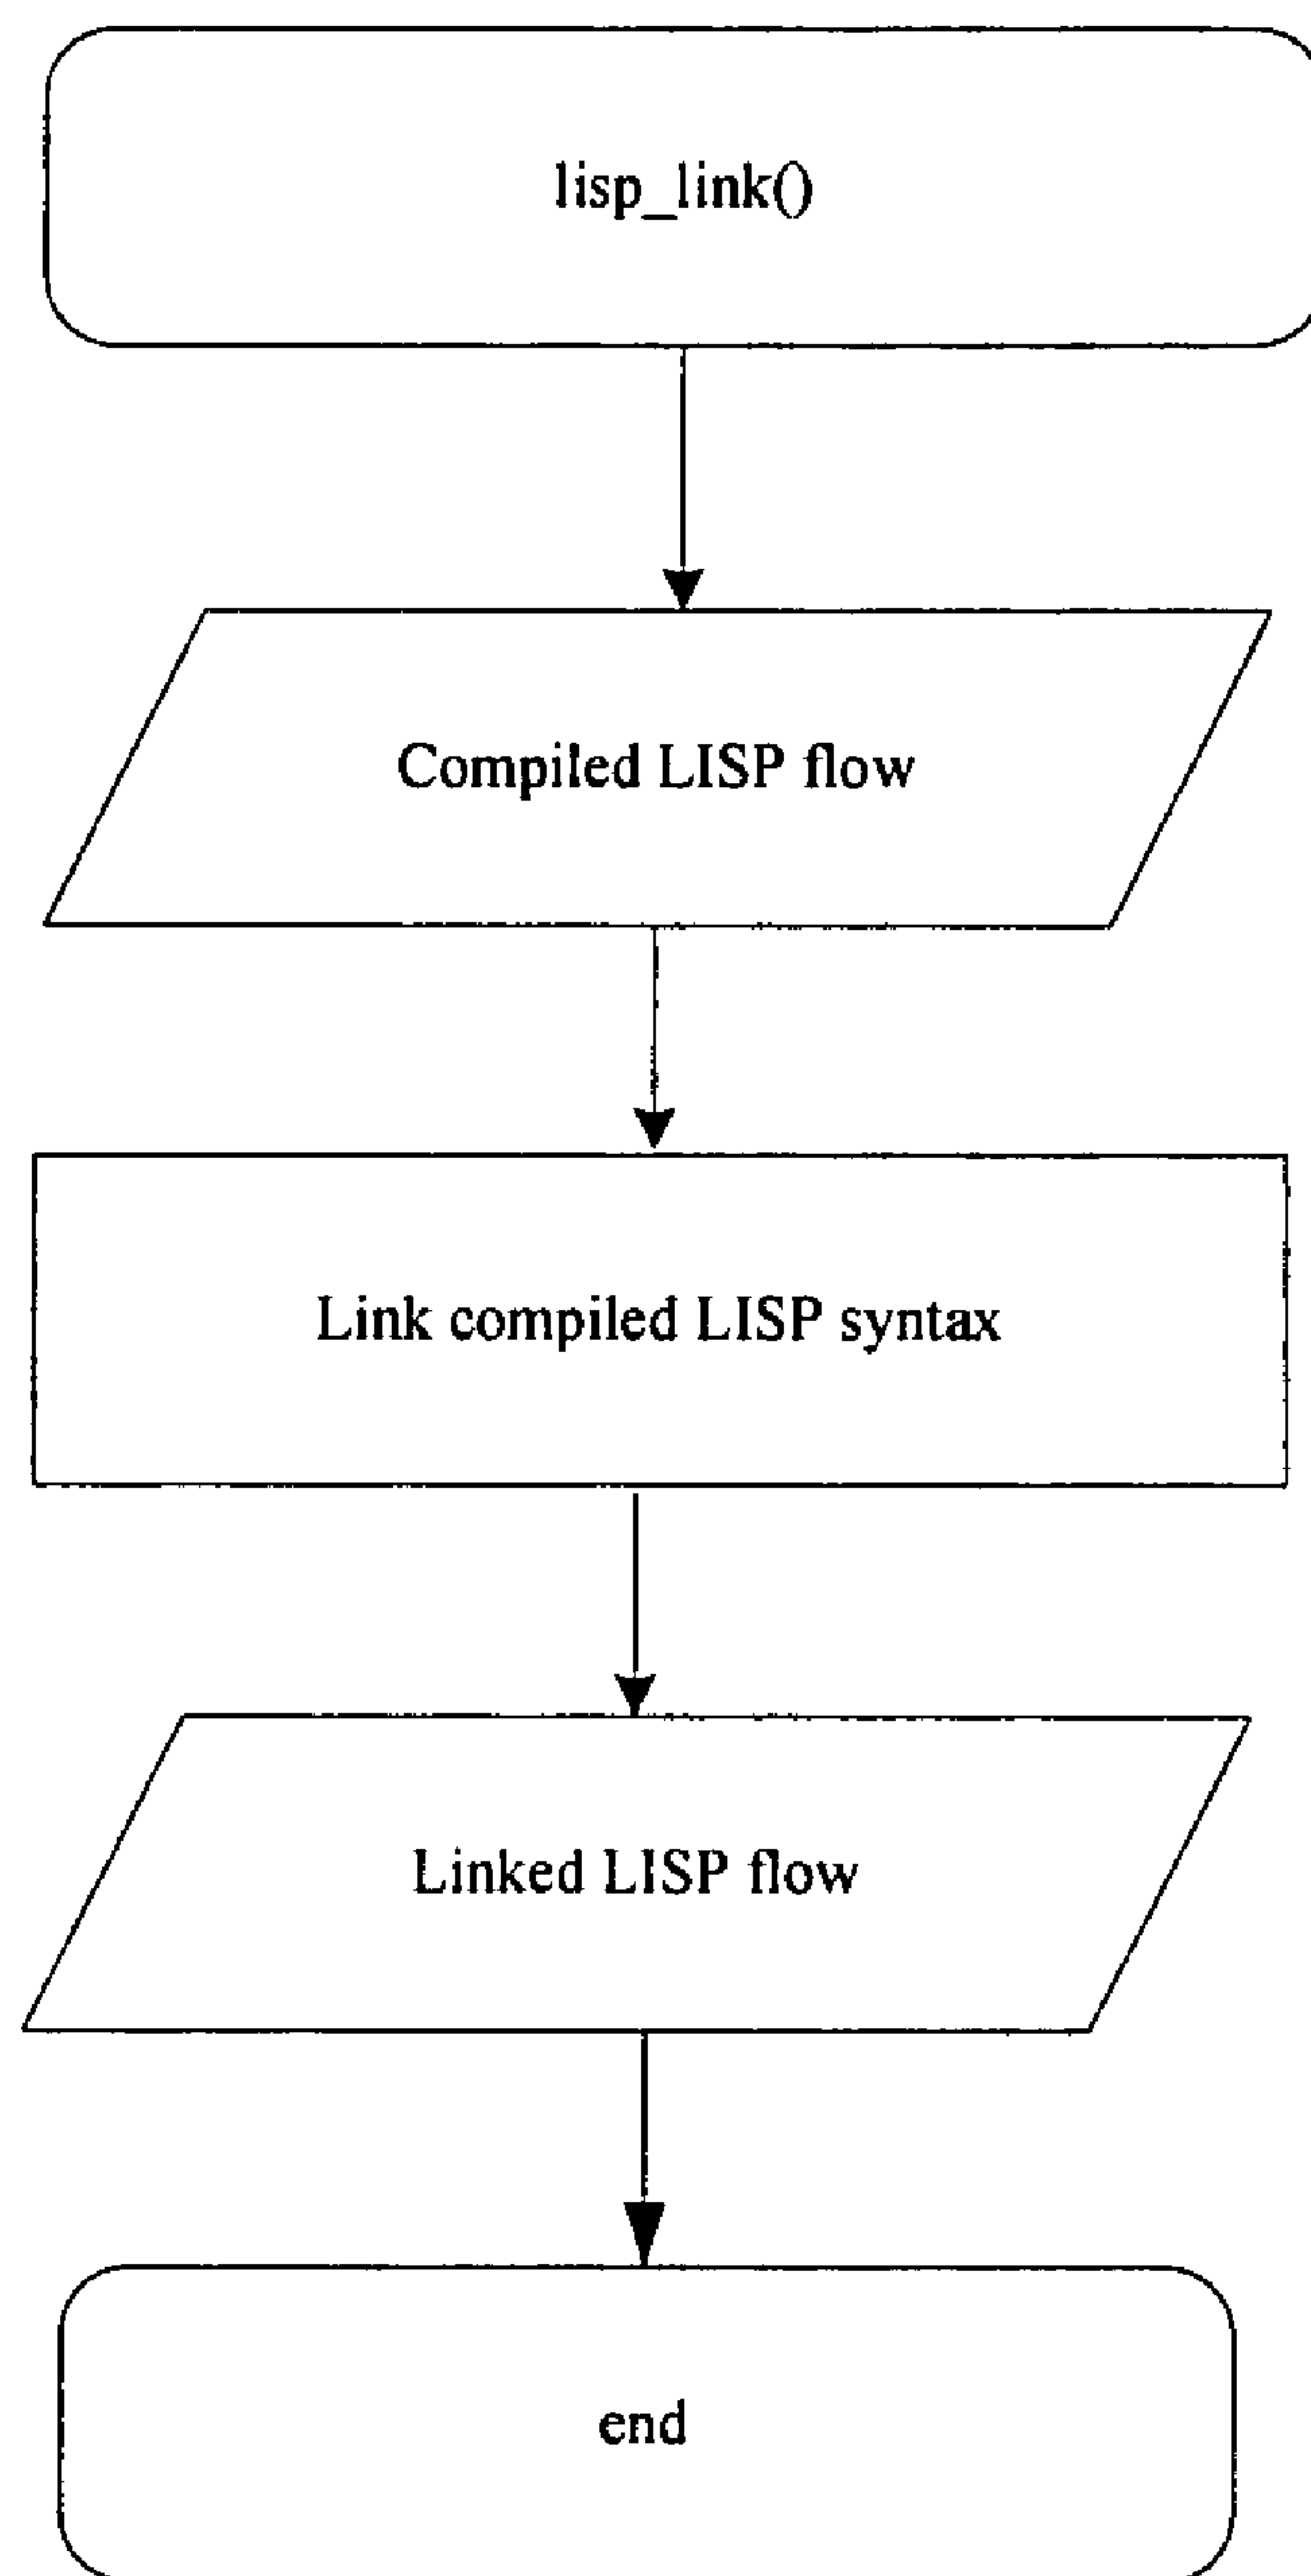 lisp_link()
Compiled LISP flow
Link compiled LISP syntax
Linked LISP flow
end